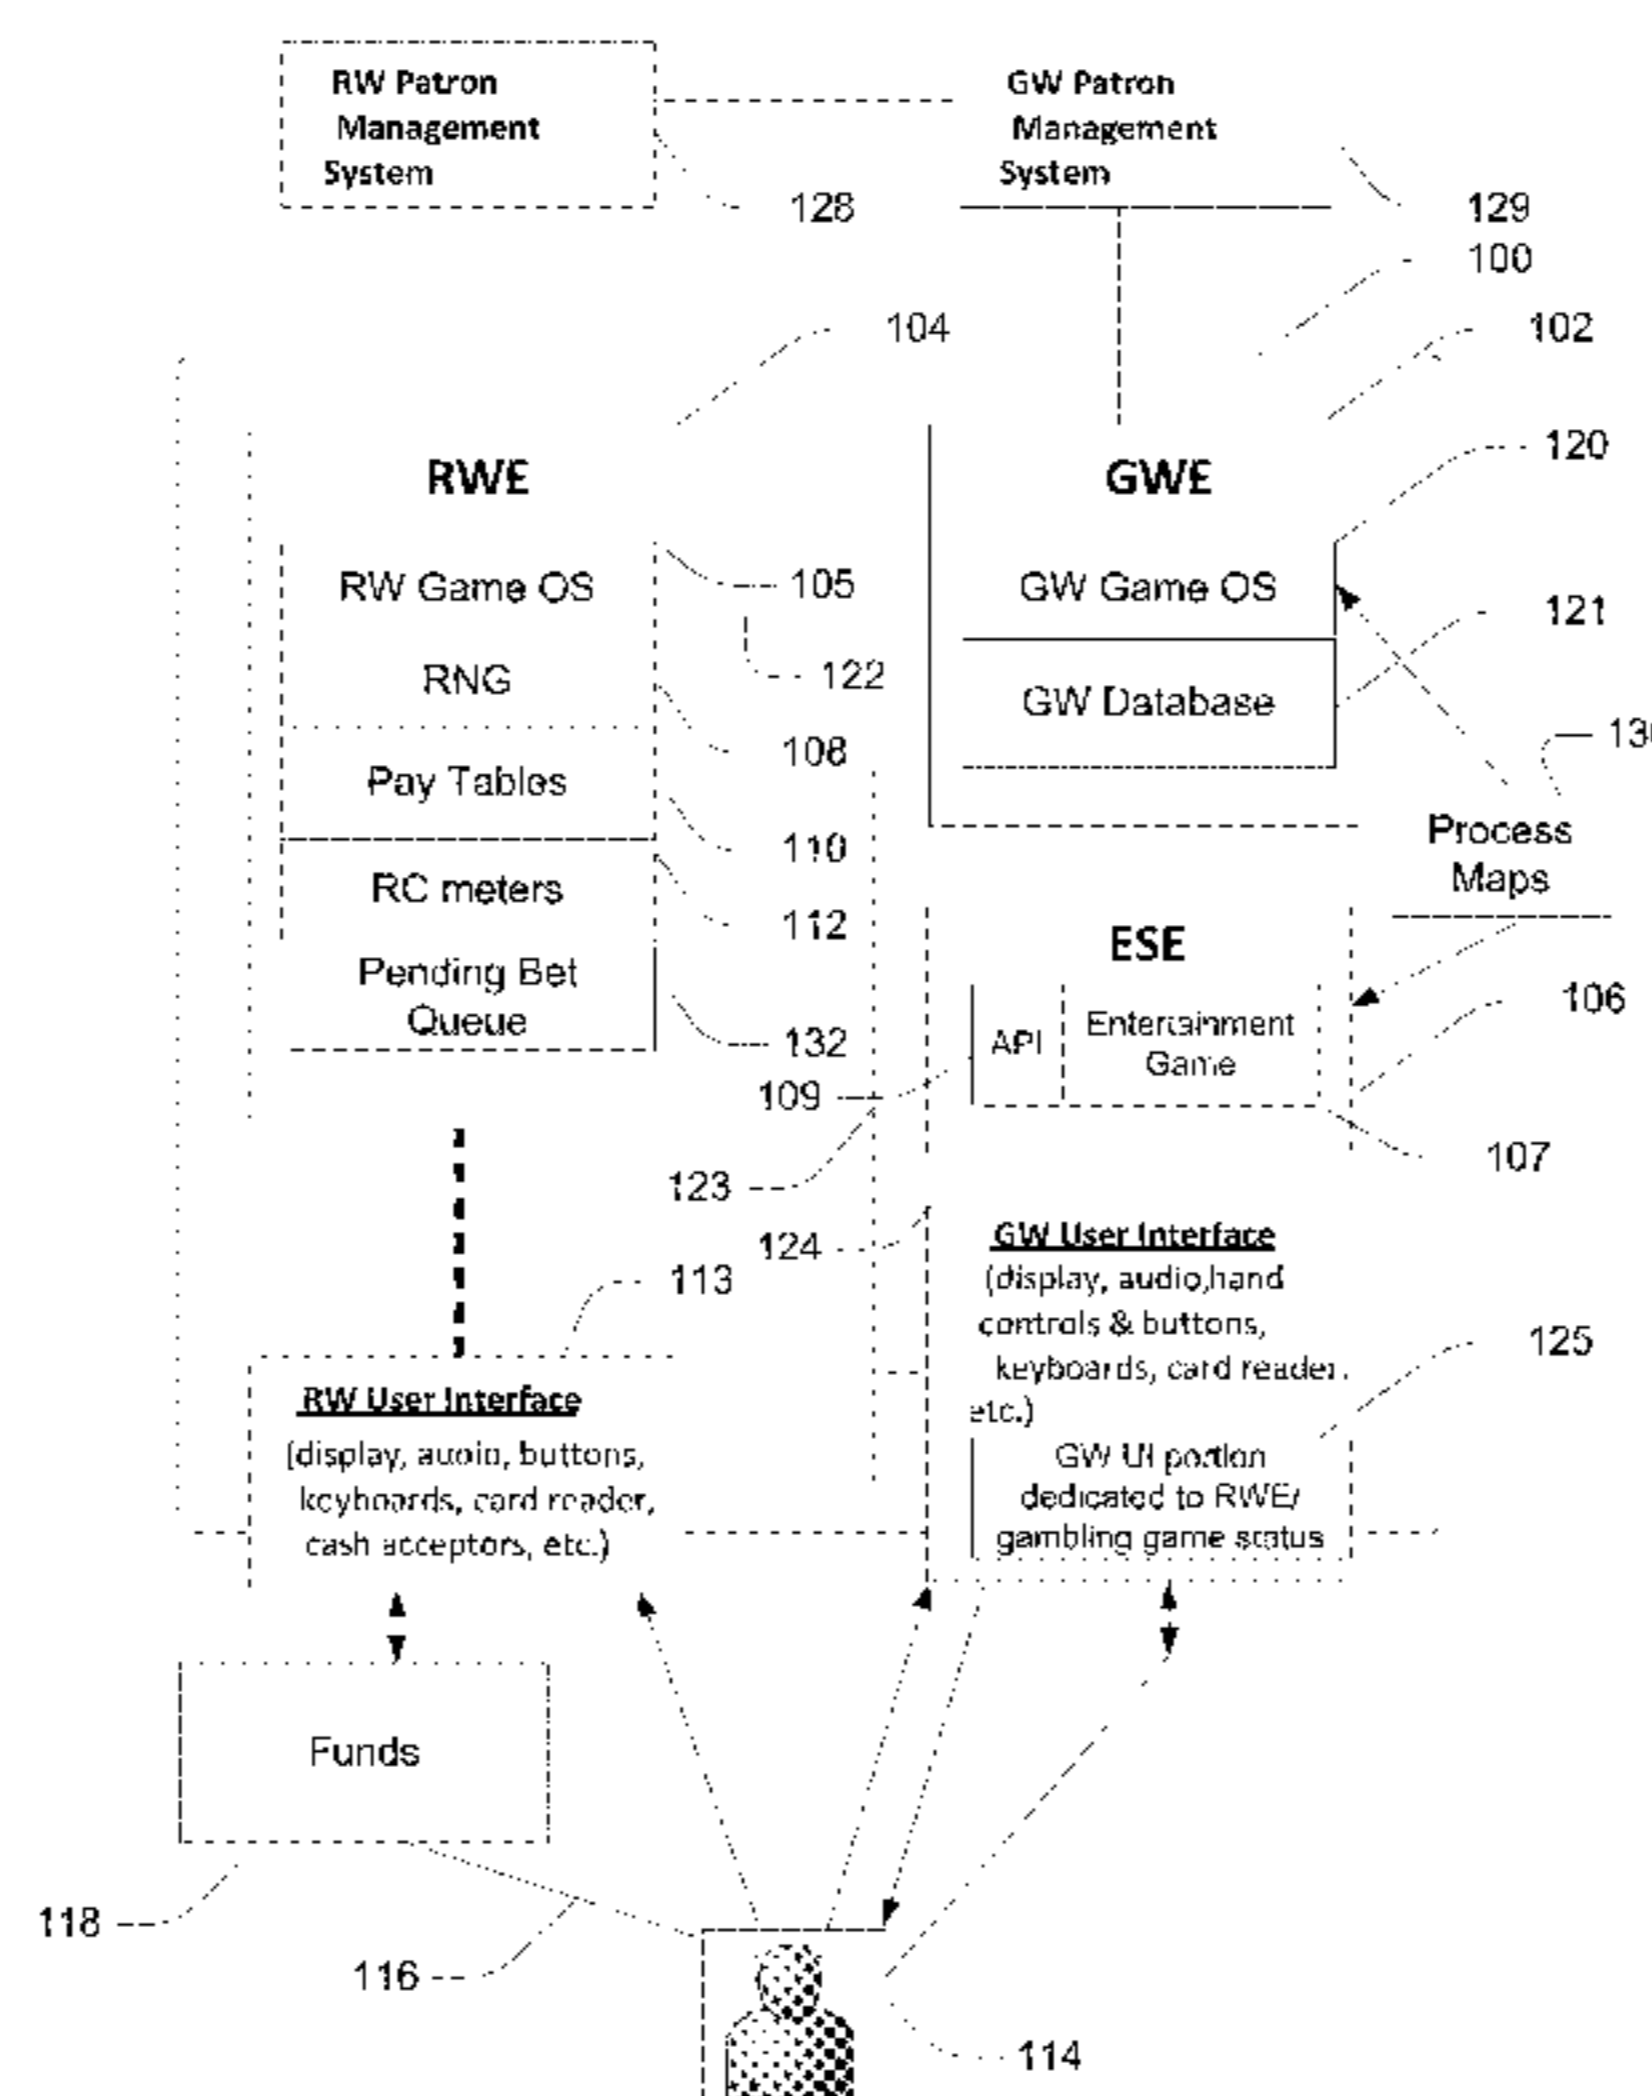 RW Patron
Management
System
GW Patron
Management
System
128
129
100
104
102
RWE
GWE
120
RW Game OS
105
GW Game OS
121
122
RNG
GW Database
108
Pay Tables
110
Process
Maps
RC meters
112
ESE
Pending Bet
Queue
132
API
Entertainment
Game
106
109
107
123
124
GW User Interface
(display, audio,hand
controls & buttons,
keyboards, card reader,
etc.)
113
125
RW User Interface
(display, audio, buttons,
keyboards, card reader,
cash acceptors, etc.)
GW UI portion
dedicated to RWE/
gambling game status
Funds
118
116
114